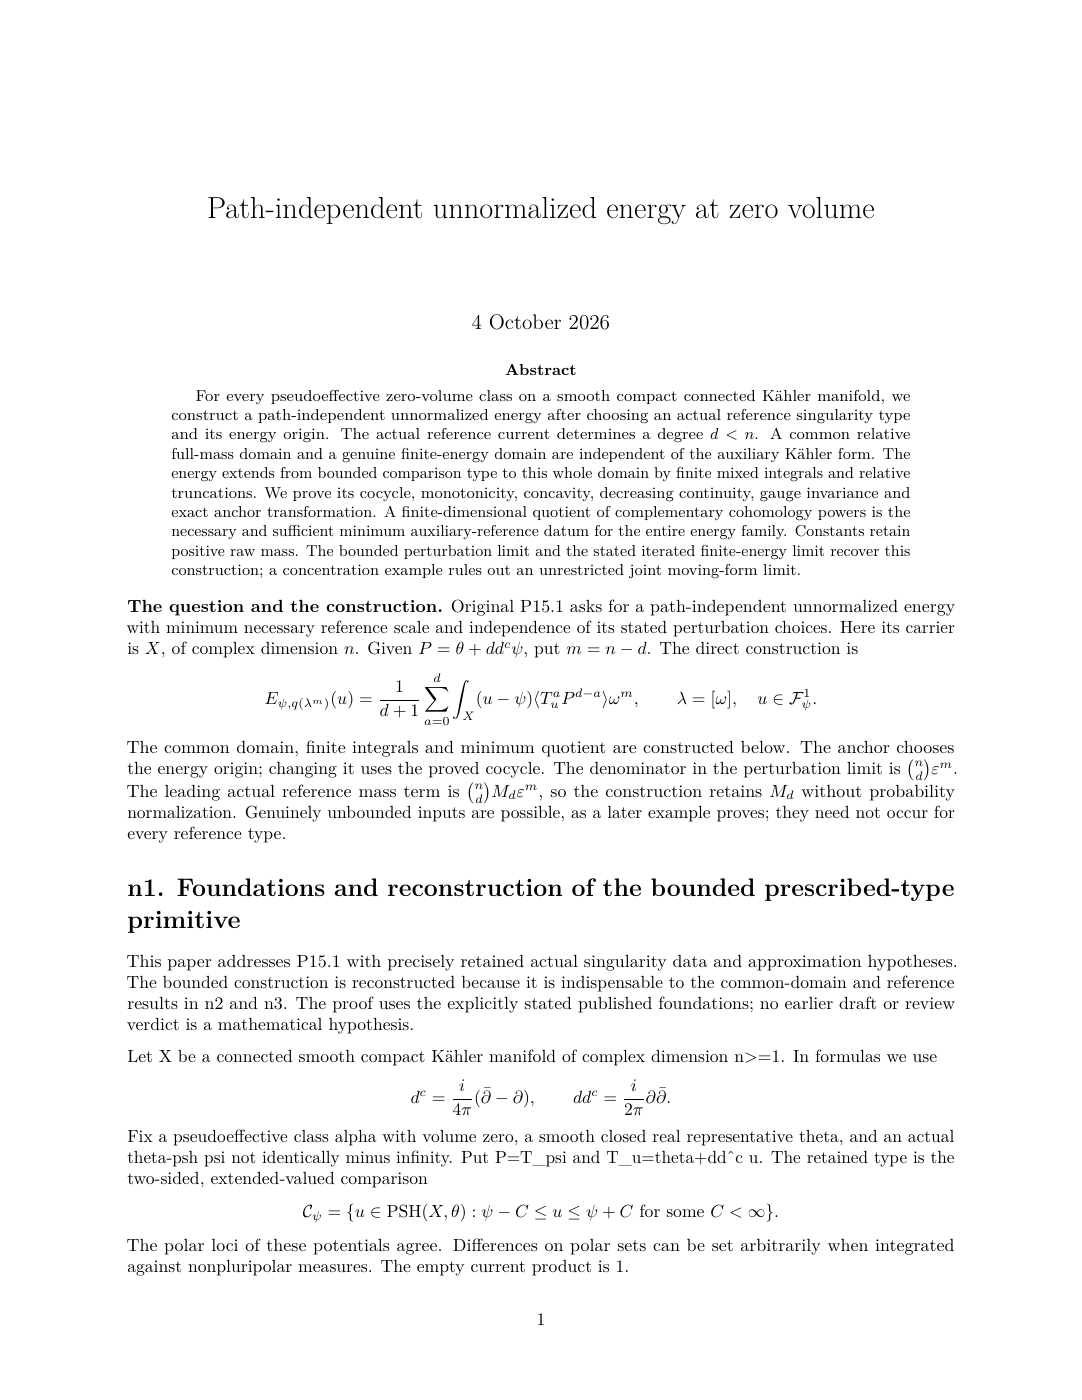 Path-independent unnormalized energy at zero volume
4 October 2026
Abstract
For every pseudoeffective zero-volume class on a smooth compact connected Kähler manifold, we
construct a path-independent unnormalized energy after choosing an actual reference singularity type
and its energy origin. The actual reference current determines a degree d < n. A common relative
full-mass domain and a genuine finite-energy domain are independent of the auxiliary Kähler form. The
energy extends from bounded comparison type to this whole domain by finite mixed integrals and relative
truncations. We prove its cocycle, monotonicity, concavity, decreasing continuity, gauge invariance and
exact anchor transformation. A finite-dimensional quotient of complementary cohomology powers is the
necessary and sufficient minimum auxiliary-reference datum for the entire energy family. Constants retain
positive raw mass. The bounded perturbation limit and the stated iterated finite-energy limit recover this
construction; a concentration example rules out an unrestricted joint moving-form limit.
The question and the construction. Original P15.1 asks for a path-independent unnormalized energy
with minimum necessary reference scale and independence of its stated perturbation choices. Here its carrier
is X, of complex dimension n. Given P = θ + dd^cψ, put m = n − d. The direct construction is
E_{ψ,q(λ^m)}(u) = \frac{1}{d+1} \sum_{a=0}^{d} \int_X (u − ψ)⟨T_u^a P^{d−a}⟩ω^m, λ = [ω], u ∈ \mathcal{F}_ψ^1.
The common domain, finite integrals and minimum quotient are constructed below. The anchor chooses
the energy origin; changing it uses the proved cocycle. The denominator in the perturbation limit is \binom{n}{d}ε^m.
The leading actual reference mass term is \binom{n}{d}M_dε^m, so the construction retains M_d without probability
normalization. Genuinely unbounded inputs are possible, as a later example proves; they need not occur for
every reference type.
n1. Foundations and reconstruction of the bounded prescribed-type
primitive
This paper addresses P15.1 with precisely retained actual singularity data and approximation hypotheses.
The bounded construction is reconstructed because it is indispensable to the common-domain and reference
results in n2 and n3. The proof uses the explicitly stated published foundations; no earlier draft or review
verdict is a mathematical hypothesis.
Let X be a connected smooth compact Kähler manifold of complex dimension n>=1. In formulas we use
d^c = \frac{i}{4π}(\bar{∂} − ∂), dd^c = \frac{i}{2π}∂\bar{∂}.
Fix a pseudoeffective class alpha with volume zero, a smooth closed real representative theta, and an actual
theta-psh psi not identically minus infinity. Put P=T_psi and T_u=theta+dd^c u. The retained type is the
two-sided, extended-valued comparison
\mathcal{C}_ψ = {u ∈ PSH(X, θ) : ψ − C ≤ u ≤ ψ + C for some C < ∞}.
The polar loci of these potentials agree. Differences on polar sets can be set arbitrarily when integrated
against nonpluripolar measures. The empty current product is 1.
1